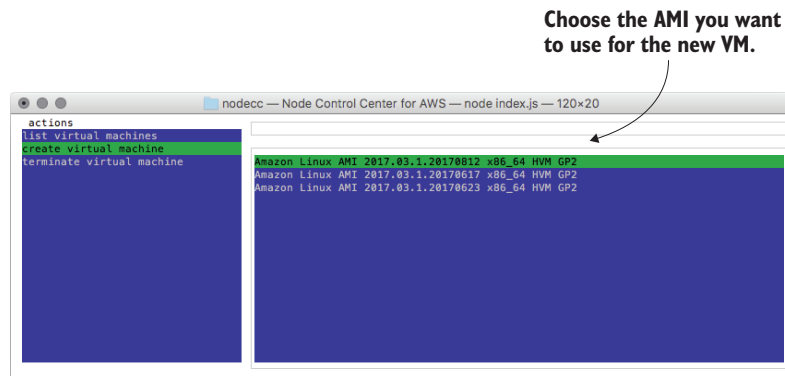 Choose the AMI you want
to use for the new VM.
nodecc — Node Control Center for AWS — node index.js — 120×20
actions
list virtual machines
create virtual machine
terminate virtual machine
Amazon Linux AMI 2017.03.1.20170812 x86_64 HVM GP2
Amazon Linux AMI 2017.03.1.20170617 x86_64 HVM GP2
Amazon Linux AMI 2017.03.1.20170623 x86_64 HVM GP2